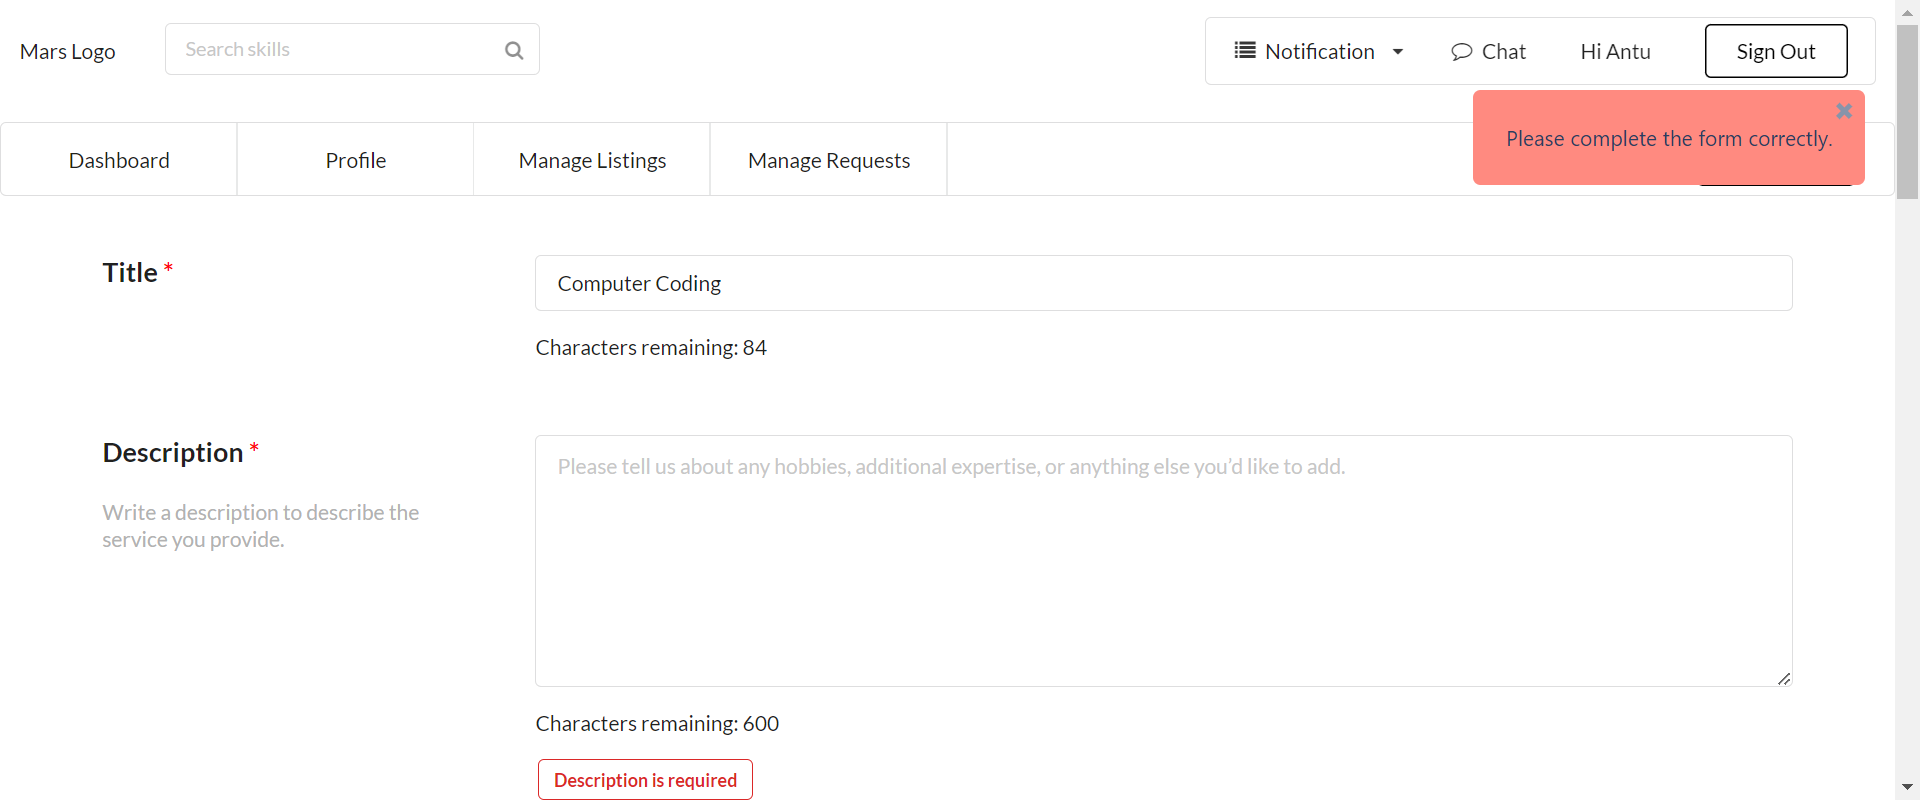 Mars Logo
Search skills
Notification
Chat
Hi Antu
Sign Out
Please complete the form correctly.
Dashboard
Profile
Manage Listings
Manage Requests
Title *
Computer Coding
Characters remaining: 84
Description *
Please tell us about any hobbies, additional expertise, or anything else you’d like to add.
Write a description to describe the
service you provide.
Characters remaining: 600
Description is required